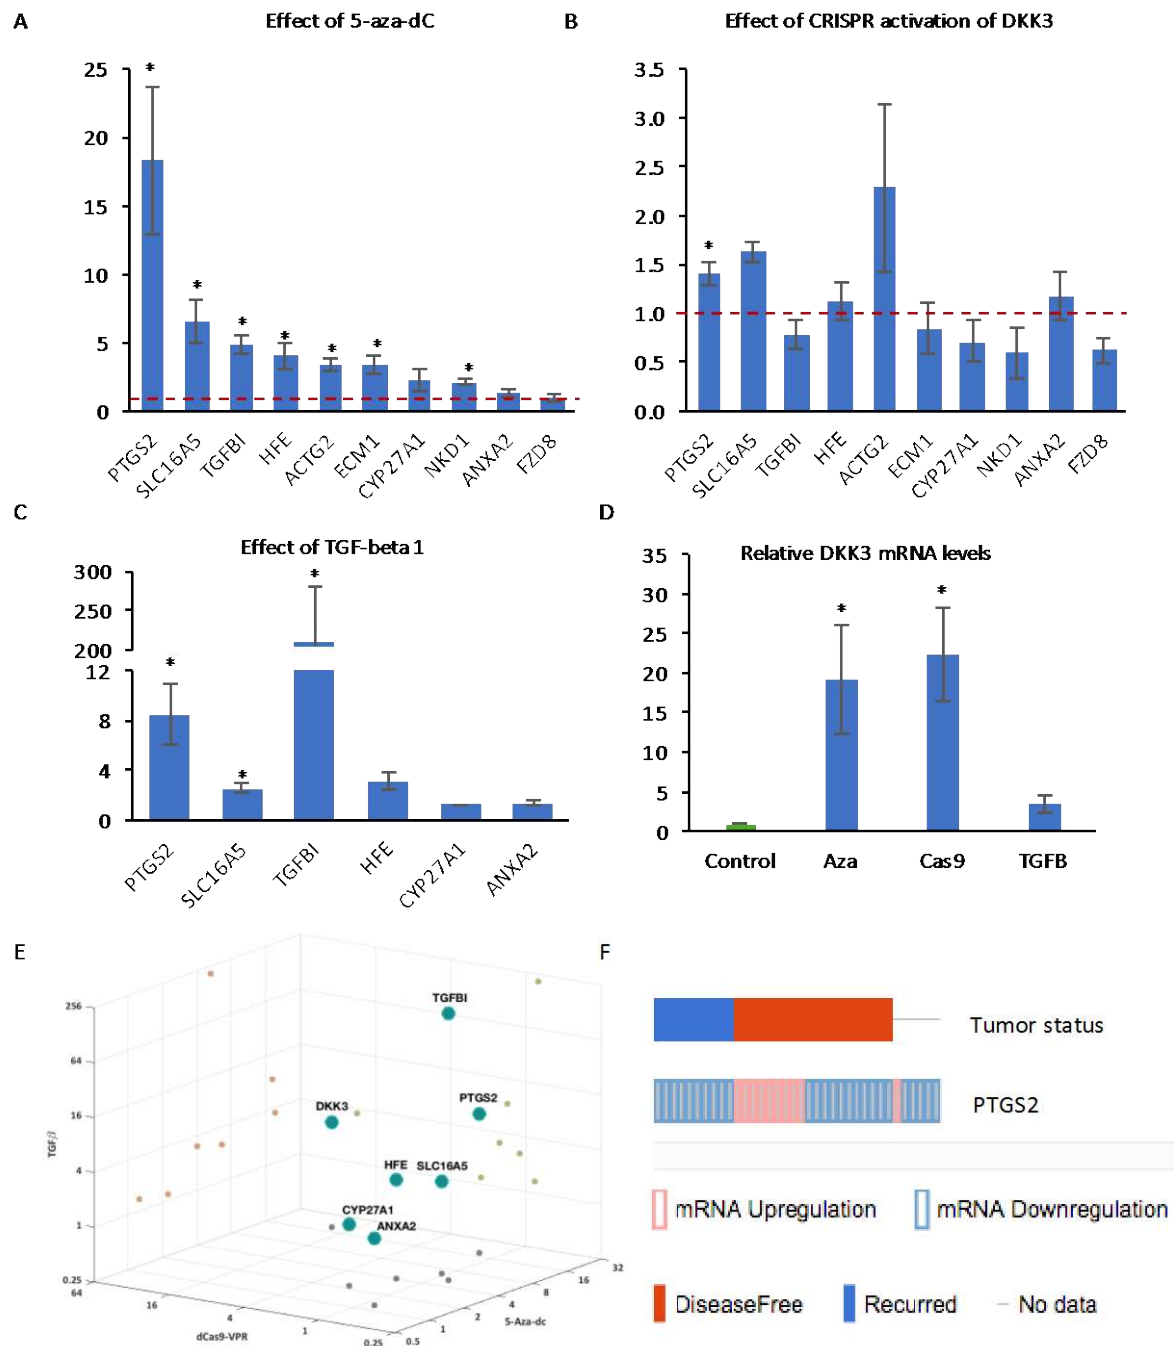 A
Effect of 5-aza-dC
*
25
20
15
10
5
0
* * * * * *
PTGS2 SLC16A5 TGFBI HFE ACTG2 ECM1 CYP27A1 NKD1 ANXA2 FZD8
B
Effect of CRISPR activation of DKK3
3.5
3.0
2.5
2.0
1.5
1.0
0.5
0.0
*
PTGS2 SLC16A5 TGFBI HFE ACTG2 ECM1 CYP27A1 NKD1 ANXA2 FZD8
C
Effect of TGF-beta 1
300
250
200
12
8
4
0
* * *
PTGS2 SLC16A5 TGFBI HFE CYP27A1 ANXA2
D
Relative DKK3 mRNA levels
35
30
25
20
15
10
5
0
* *
Control Aza Cas9 TGFB
E
TGFβ
256
64
16
4
1
0.25
64
16
4
1
0.25
dCas9-VPR
0.5
1
2
4
8
16
32
5-Aza-dc
TGFBI
DKK3
PTGS2
HFE
SLC16A5
CYP27A1
ANXA2
F
Tumor status
PTGS2
mRNA Upregulation mRNA Downregulation
DiseaseFree Recurred No data